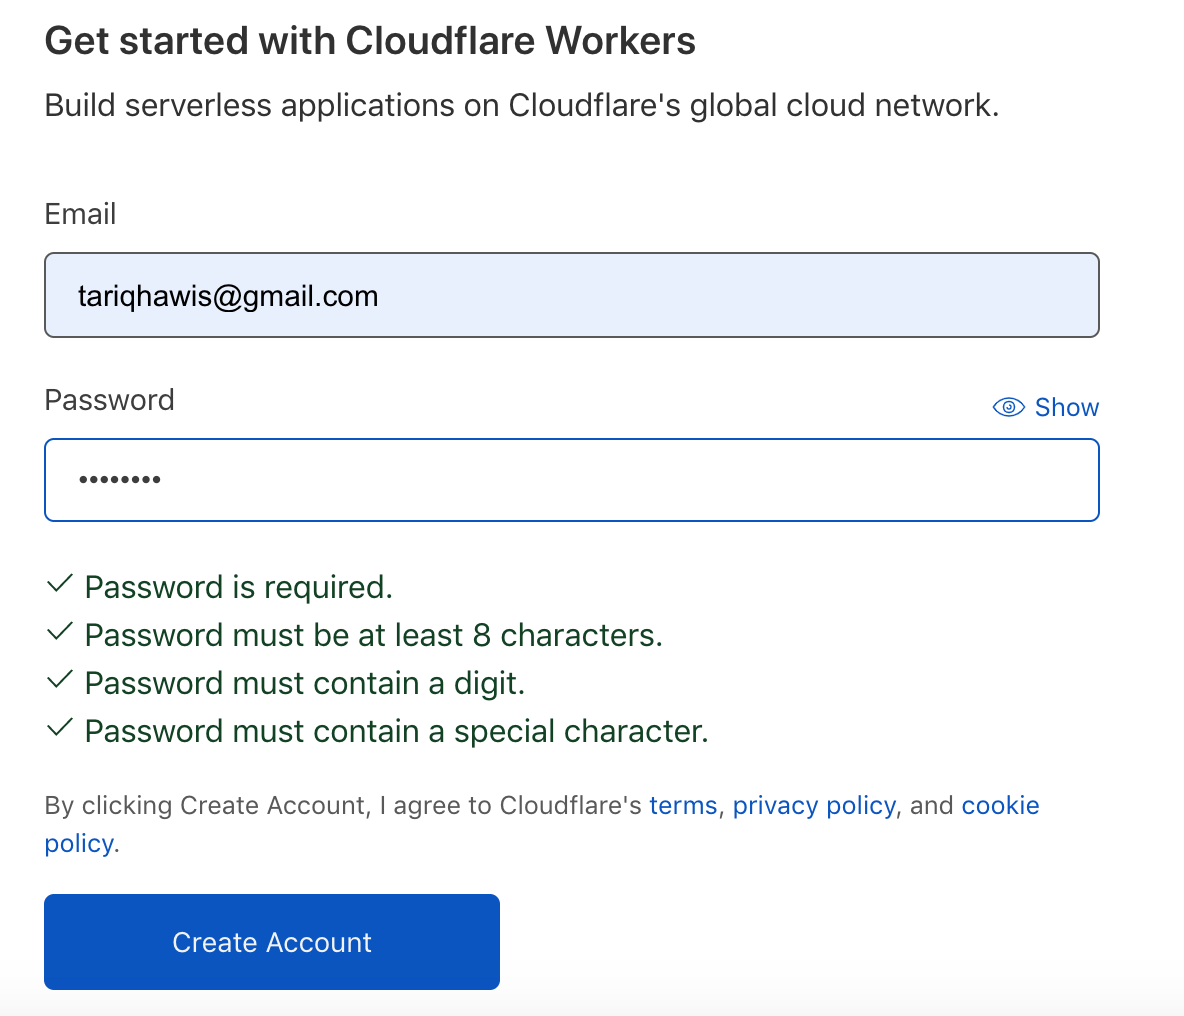 Get started with Cloudflare Workers
Build serverless applications on Cloudflare's global cloud network.
Email
tariqhawis@gmail.com
Password
Show
••••••••
Password is required.
Password must be at least 8 characters.
Password must contain a digit.
Password must contain a special character.
By clicking Create Account, I agree to Cloudflare's terms, privacy policy, and cookie
policy.
Create Account